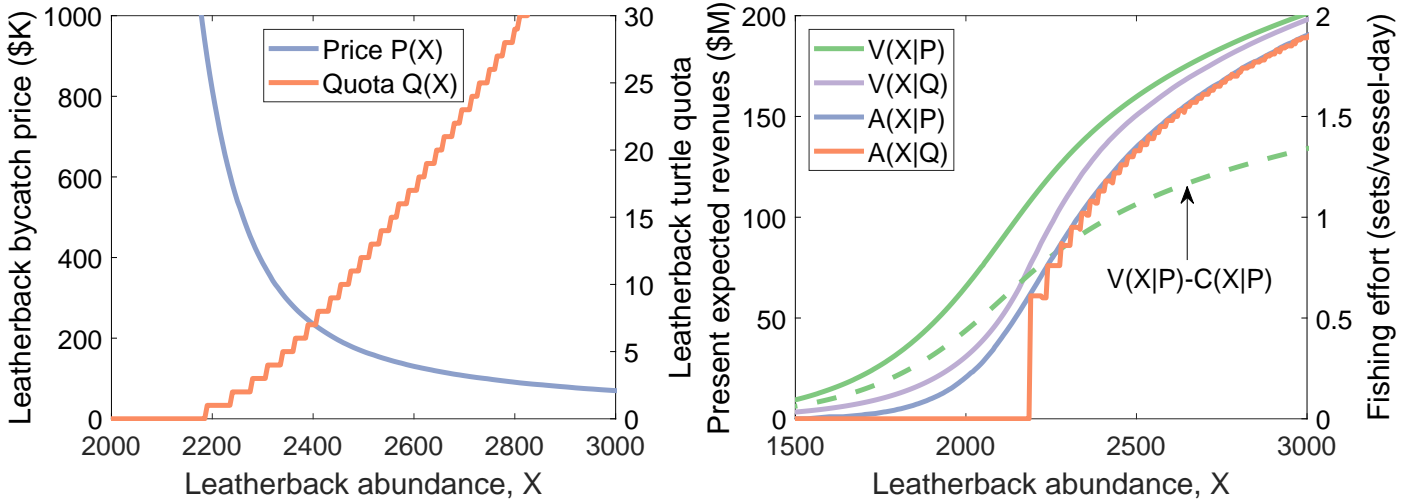 Leatherback bycatch price ($K)
1000
800
600
400
200
0
2000
2200
2400
2600
2800
3000
Leatherback abundance, X
Price P(X)
Quota Q(X)
30
25
20
15
10
5
0
Leatherback turtle quota
Present expected revenues ($M)
200
150
100
50
0
1500
2000
2500
3000
Leatherback abundance, X
V(X|P)
V(X|Q)
A(X|P)
A(X|Q)
V(X|P)-C(X|P)
2
1.5
1
0.5
0
Fishing effort (sets/vessel-day)